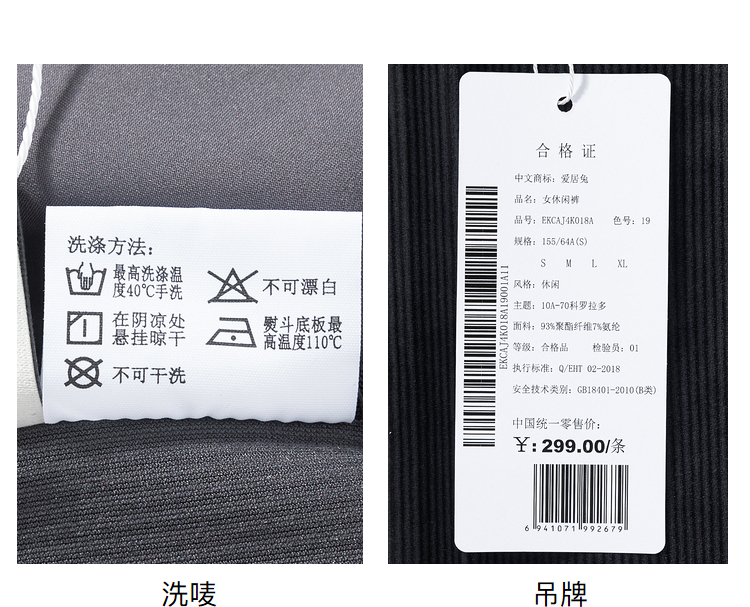 洗涤方法:
最高洗涤温
度40℃手洗
不可漂白
在阴凉处
悬挂晾干
熨斗底板最
高温度110℃
不可干洗
合格证
中文商标: 爱居兔
品名: 女休闲裤
品号: EKCAJ4K018A 色号: 19
规格: 155/64A(S)
S M L XL
风格: 休闲
主题: 10A-70科罗拉多
面料: 93%聚酯纤维7%氨纶
等级: 合格品 检验员: 01
执行标准: Q/EHT 02-2018
安全技术类别: GB18401-2010(B类)
中国统一零售价:
¥: 299.00/条
6 941071 992679
EKCAJ4K018A19001A11
洗唛
吊牌